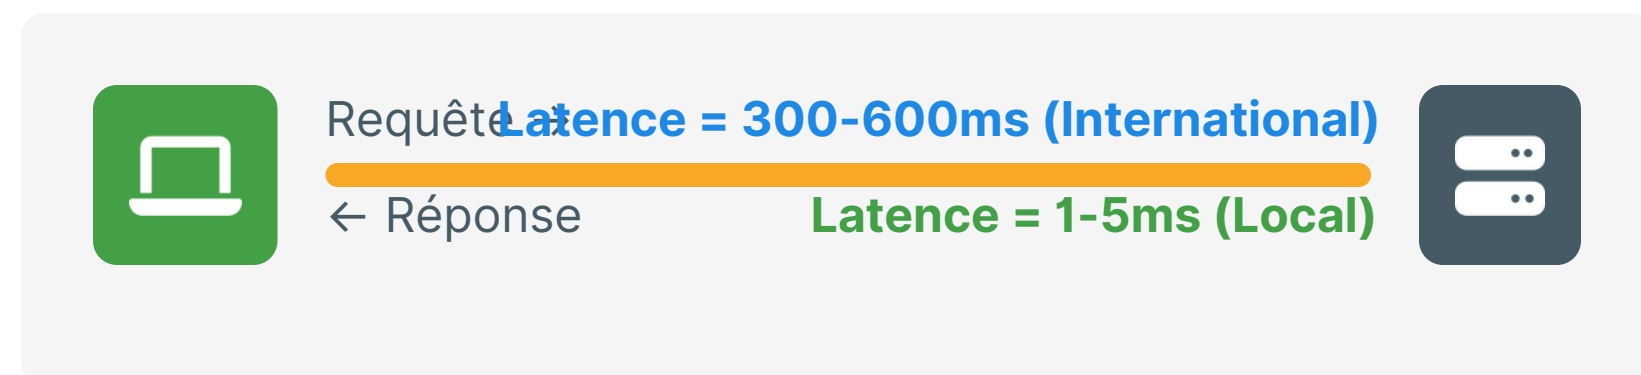 Requête → Latence = 300-600ms (International)
← Réponse Latence = 1-5ms (Local)